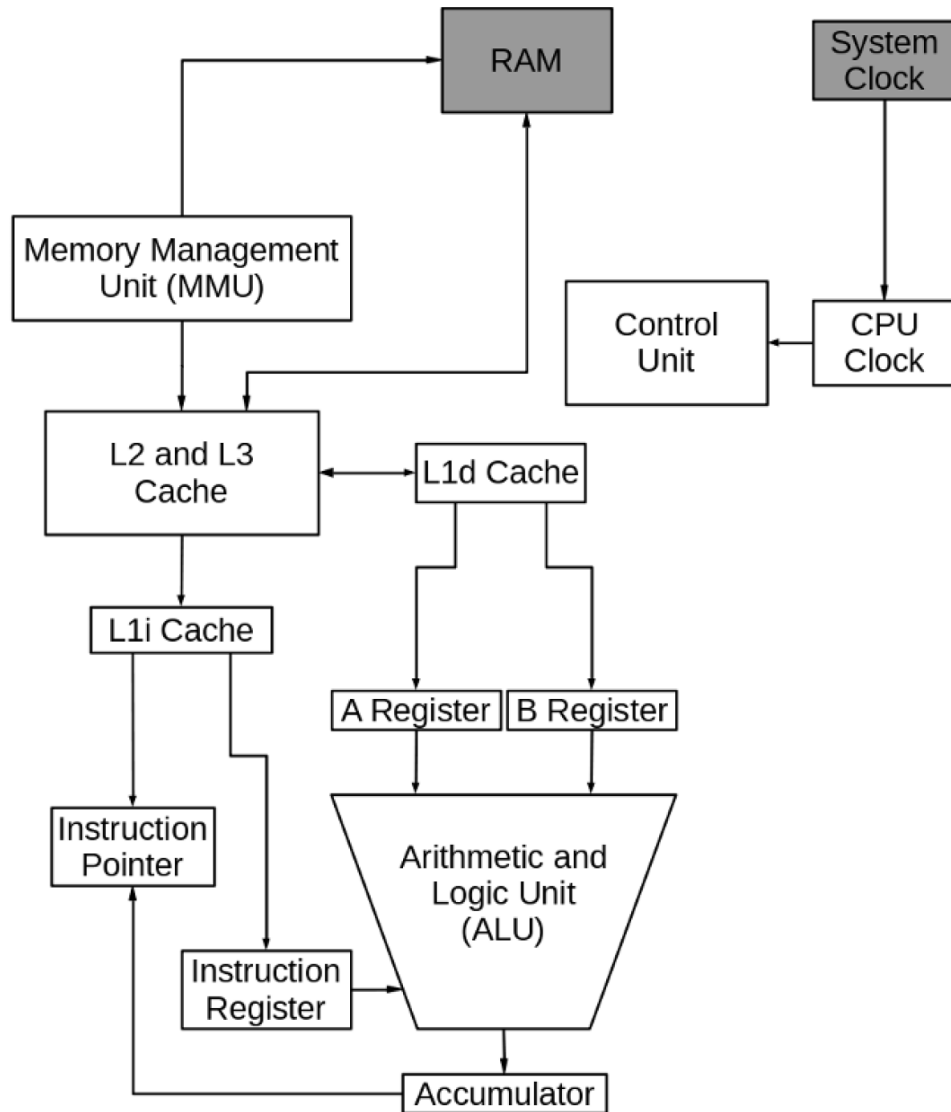 RAM
System
Clock
Memory Management
Unit (MMU)
Control
Unit
CPU
Clock
L2 and L3
Cache
L1d Cache
L1i Cache
A Register
B Register
Instruction
Pointer
Arithmetic and
Logic Unit
(ALU)
Instruction
Register
Accumulator